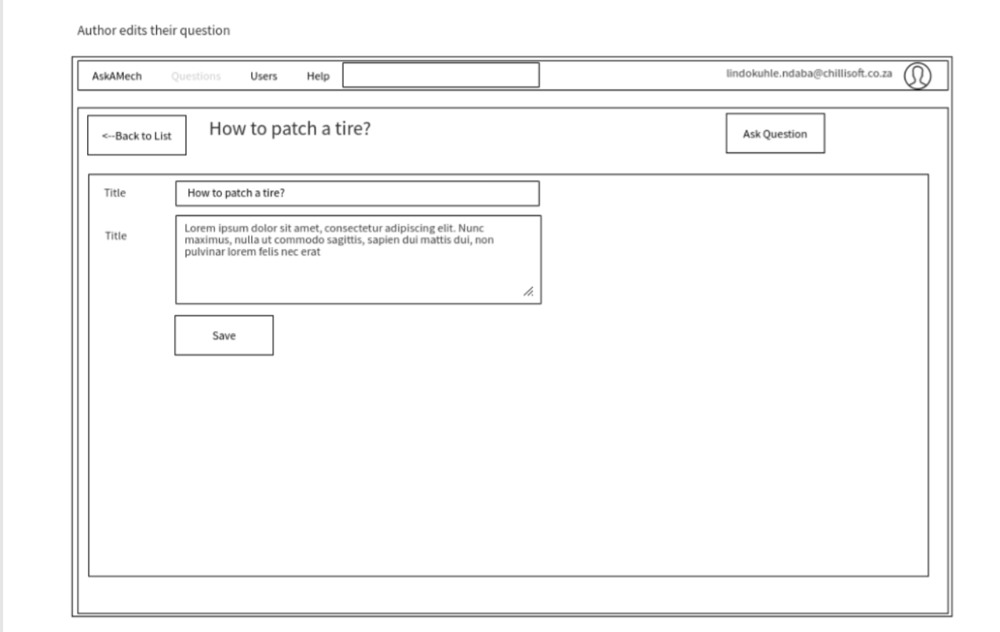 Author edits their question
AskAMech Questions Users Help lindokuhle.ndaba@chillisoft.co.za
<--Back to List How to patch a tire? Ask Question
Title How to patch a tire?
Title Lorem ipsum dolor sit amet, consectetur adipiscing elit. Nunc
maximus, nulla ut commodo sagittis, sapien dui mattis dui, non
pulvinar lorem felis nec erat
Save